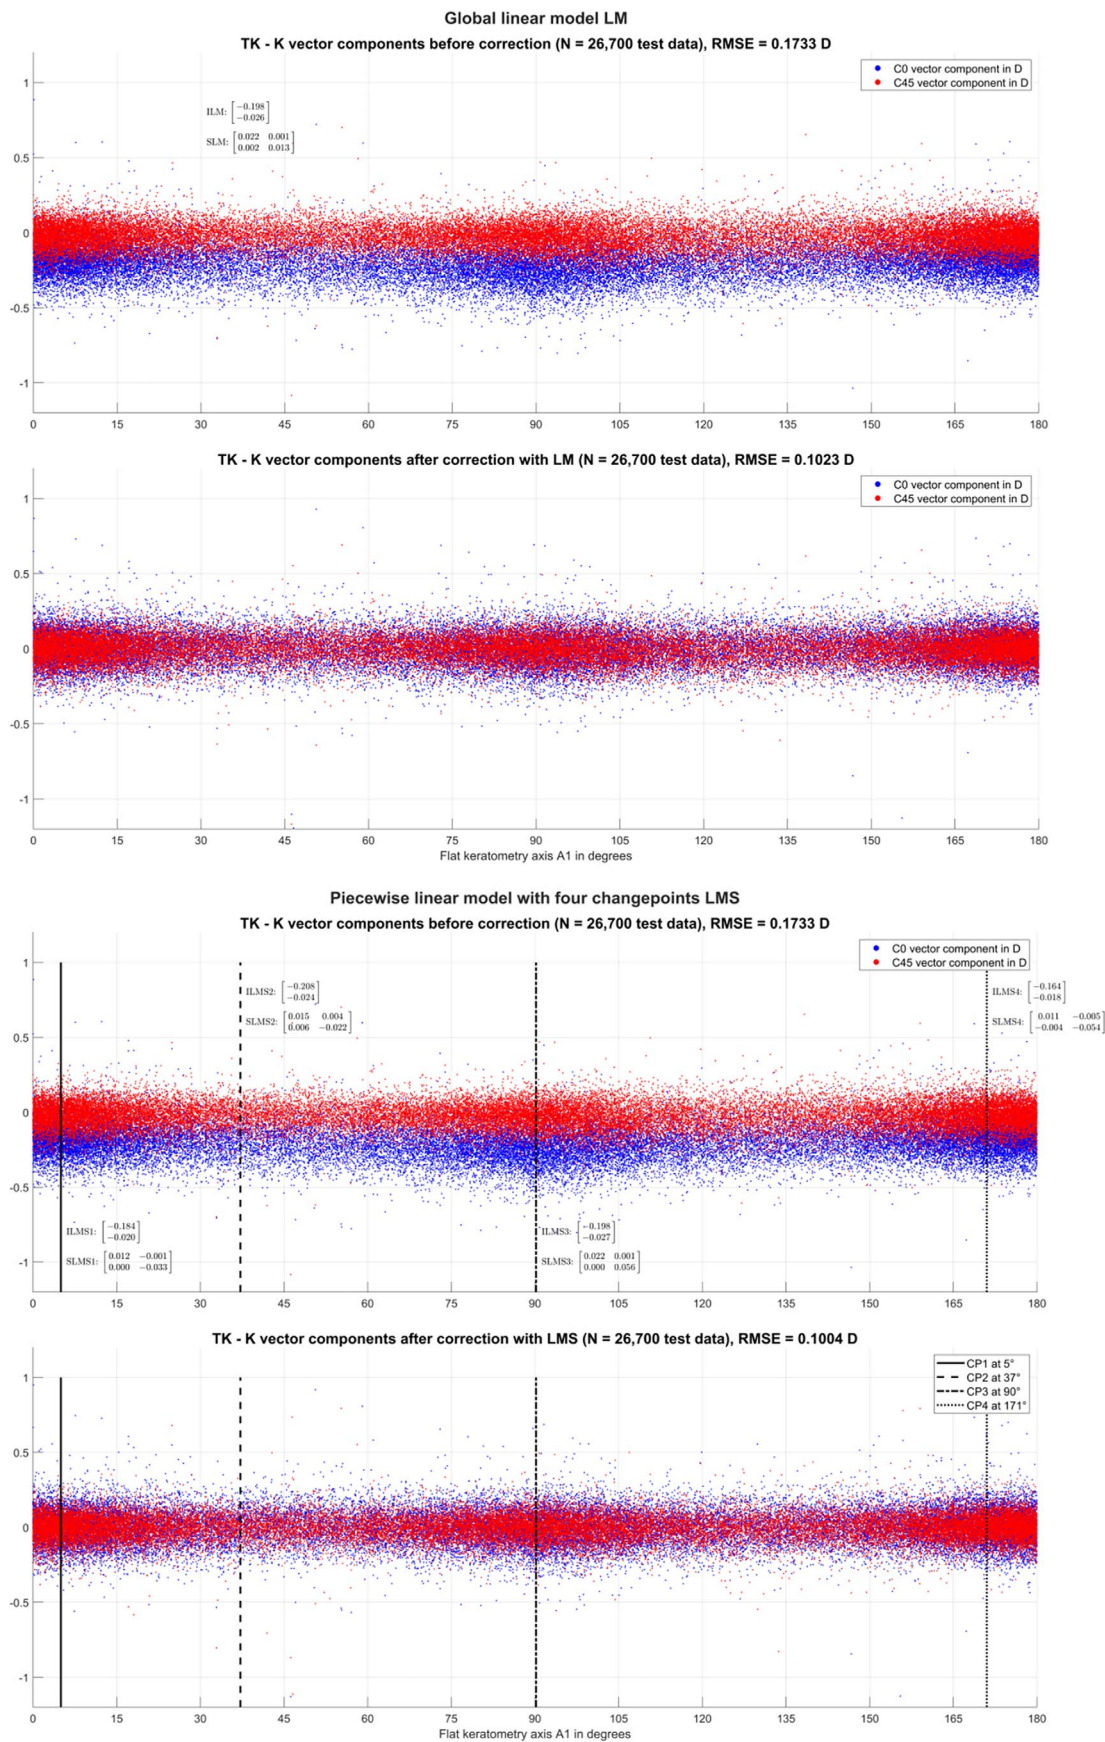 Global linear model LM
TK - K vector components before correction (N = 26,700 test data), RMSE = 0.1733 D
C0 vector component in D
C45 vector component in D
1
ILM: [−0.198
−0.026]
SLM: [0.022 0.001
0.002 0.013]
0.5
0
-0.5
-1
0 15 30 45 60 75 90 105 120 135 150 165 180
TK - K vector components after correction with LM (N = 26,700 test data), RMSE = 0.1023 D
C0 vector component in D
C45 vector component in D
1
0.5
0
-0.5
-1
0 15 30 45 60 75 90 105 120 135 150 165 180
Flat keratometry axis A1 in degrees
Piecewise linear model with four changepoints LMS
TK - K vector components before correction (N = 26,700 test data), RMSE = 0.1733 D
C0 vector component in D
C45 vector component in D
1
ILMS2: [−0.208
−0.024]
SLMS2: [0.015 0.004
0.006 −0.022]
ILMS4: [−0.164
−0.018]
SLMS4: [0.011 −0.005
−0.004 −0.054]
0.5
0
-0.5
ILMS1: [−0.184
−0.020]
SLMS1: [0.012 −0.001
0.000 −0.033]
ILMS3: [−0.198
−0.027]
SLMS3: [0.022 0.001
0.000 0.056]
-1
0 15 30 45 60 75 90 105 120 135 150 165 180
TK - K vector components after correction with LMS (N = 26,700 test data), RMSE = 0.1004 D
CP1 at 5°
CP2 at 37°
CP3 at 90°
CP4 at 171°
1
0.5
0
-0.5
-1
0 15 30 45 60 75 90 105 120 135 150 165 180
Flat keratometry axis A1 in degrees